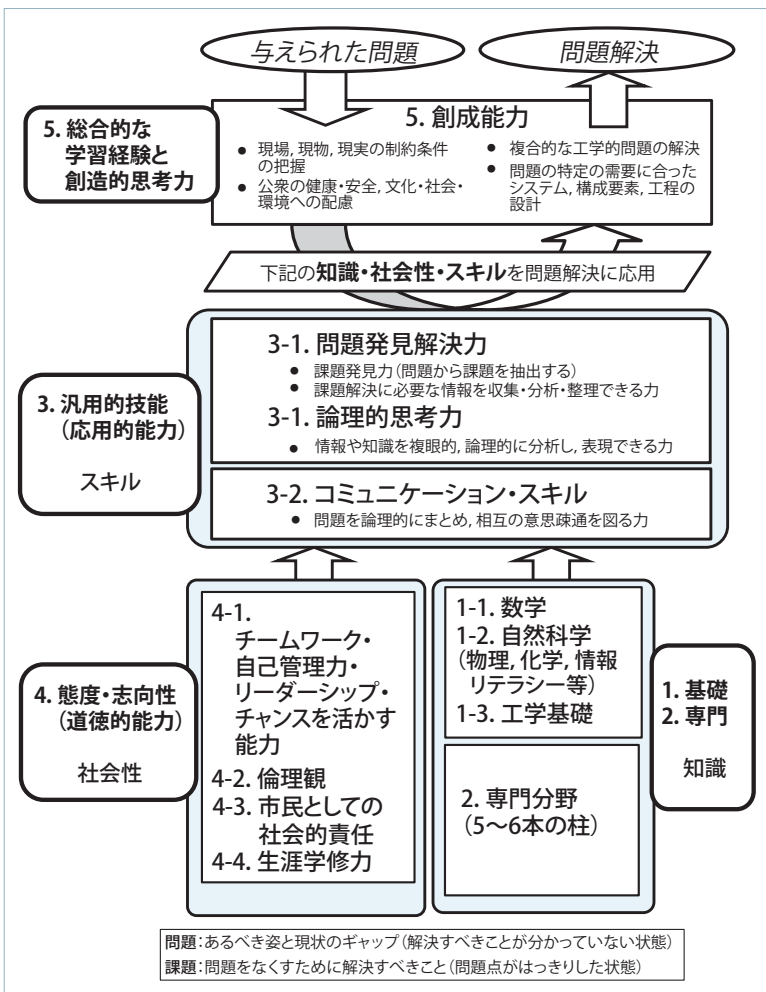 与えられた問題
問題解決
5. 総合的な
学習経験と
創造的思考力
5. 創成能力
● 現場, 現物, 現実の制約条件
の把握
● 公衆の健康・安全, 文化・社会・
環境への配慮
● 複合的な工学的問題の解決
● 問題の特定の需要に合った
システム, 構成要素, 工程の
設計
下記の知識・社会性・スキルを問題解決に応用
3. 汎用的技能
(応用的能力)
スキル
3-1. 問題発見解決力
● 課題発見力(問題から課題を抽出する)
● 課題解決に必要な情報を収集・分析・整理できる力
3-1. 論理的思考力
● 情報や知識を複眼的, 論理的に分析し, 表現できる力
3-2. コミュニケーション・スキル
● 問題を論理的にまとめ, 相互の意思疎通を図る力
4. 態度・志向性
(道徳的能力)
社会性
4-1.
チームワーク・
自己管理力・
リーダーシップ・
チャンスを活かす
能力
4-2. 倫理観
4-3. 市民としての
社会的責任
4-4. 生涯学修力
1-1. 数学
1-2. 自然科学
(物理, 化学, 情報
リテラシー等)
1-3. 工学基礎
2. 専門分野
(5〜6本の柱)
1. 基礎
2. 専門
知識
問題:あるべき姿と現状のギャップ(解決すべきことが分かっていない状態)
課題:問題をなくすために解決すべきこと(問題点がはっきりした状態)